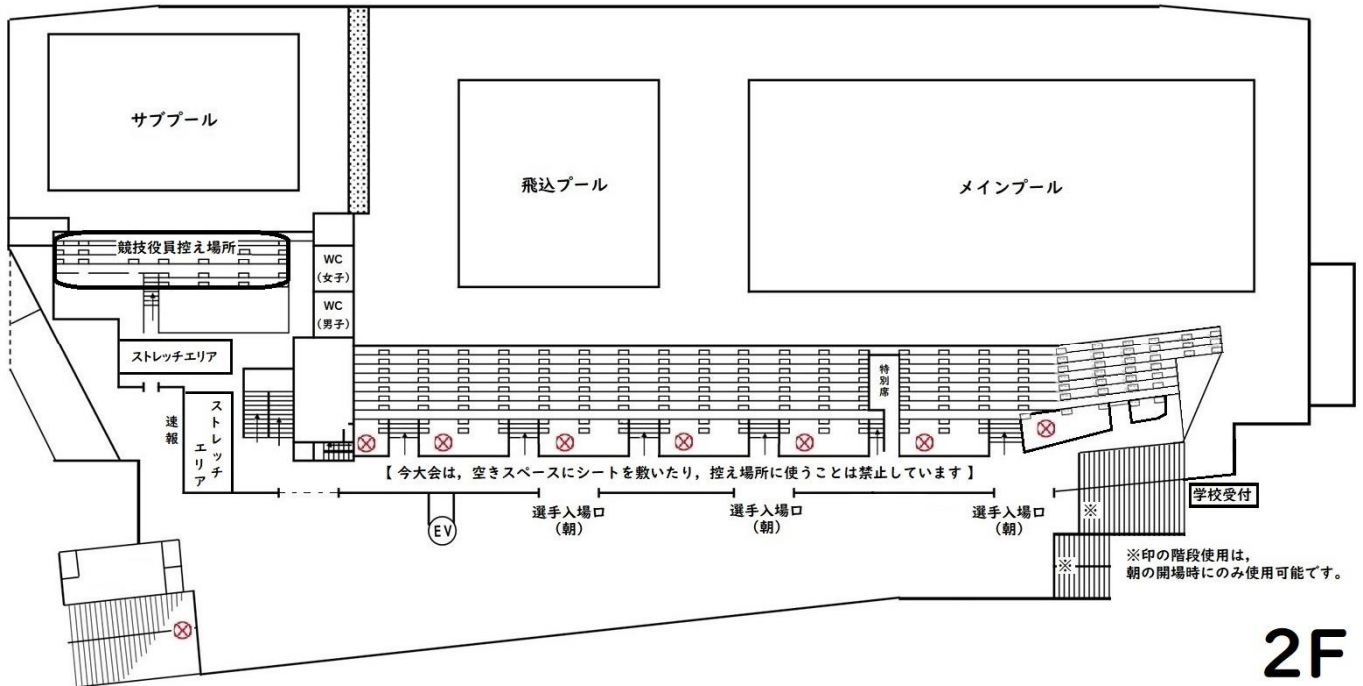 サブプール
飛込プール
メインプール
競技役員控え場所
WC
(女子)
WC
(男子)
ストレッチエリア
特別席
速報
ストレッチ
エリア
【 今大会は，空きスペースにシートを敷いたり，控え場所に使うことは禁止しています 】
学校受付
選手入場口
(朝)
選手入場口
(朝)
選手入場口
(朝)
EV
※
※
※印の階段使用は，
朝の開場時にのみ使用可能です。
2F